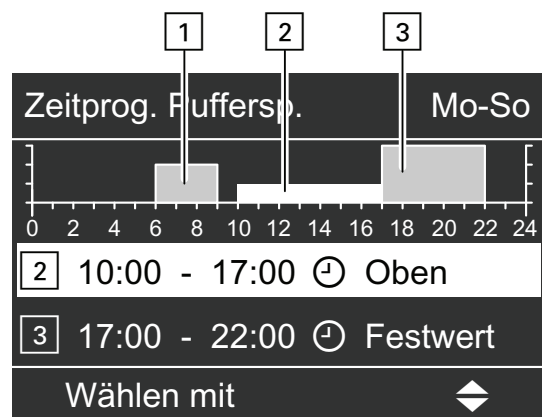 1 2 3
Zeitprog. Puffersp. Mo-So
0 2 4 6 8 10 12 14 16 18 20 22 24
2 10:00 - 17:00 Oben
3 17:00 - 22:00 Festwert
Wählen mit